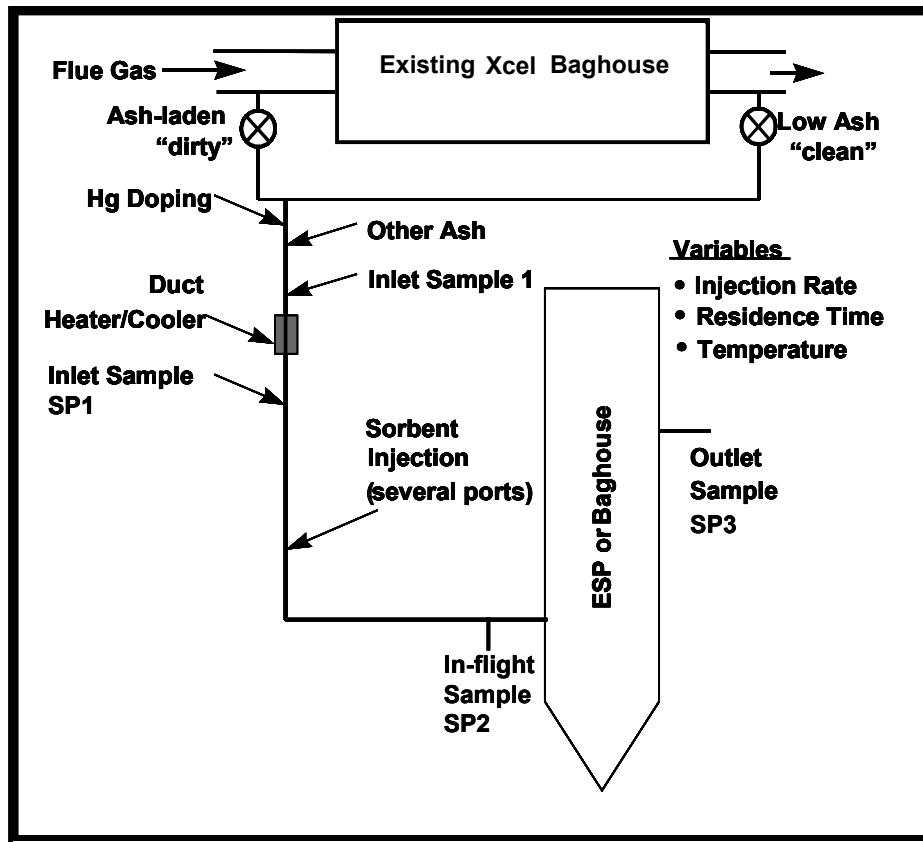 Existing Xcel Baghouse
Flue Gas
Ash-laden
“dirty”
Low Ash
“clean”
Hg Doping
Other Ash
Inlet Sample 1
Duct
Heater/Cooler
Inlet Sample
SP1
Sorbent
Injection
(several ports)
In-flight
Sample
SP2
ESP or Baghouse
Variables
• Injection Rate
• Residence Time
• Temperature
Outlet
Sample
SP3